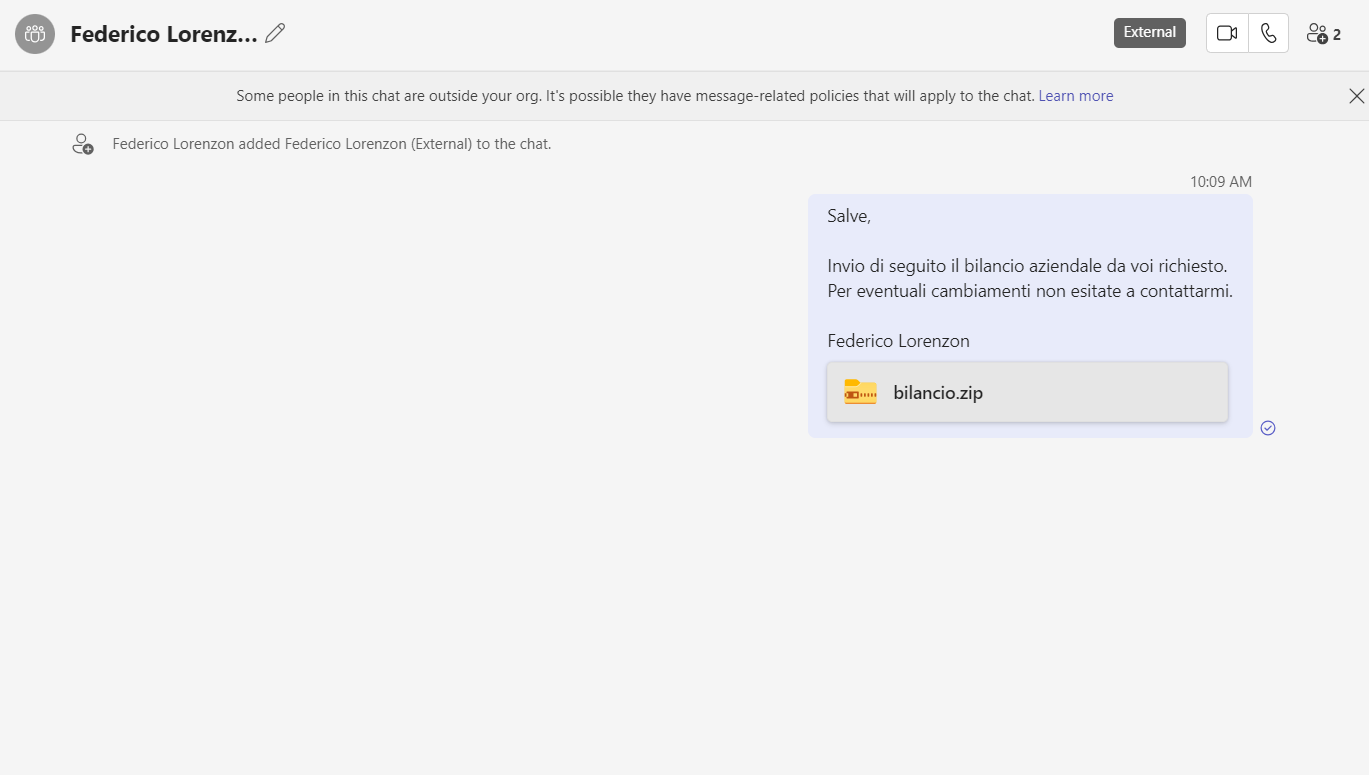 Federico Lorenz...
External
2
Some people in this chat are outside your org. It's possible they have message-related policies that will apply to the chat. Learn more
Federico Lorenzon added Federico Lorenzon (External) to the chat.
10:09 AM
Salve,
Invio di seguito il bilancio aziendale da voi richiesto.
Per eventuali cambiamenti non esitate a contattarmi.
Federico Lorenzon
bilancio.zip